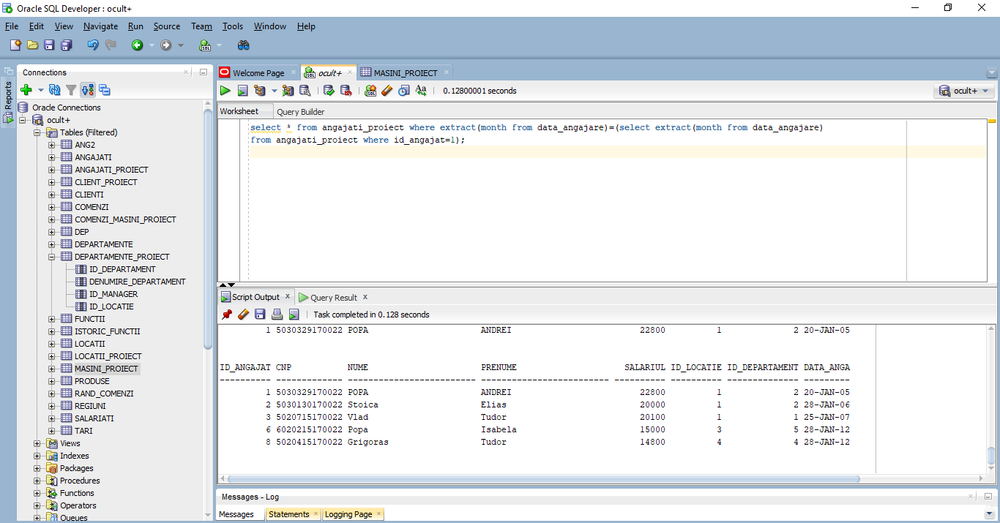 Oracle SQL Developer : ocult+
File Edit View Navigate Run Source Team Tools Window Help
Reports
Connections
Oracle Connections
ocult+
Tables (Filtered)
ANG2
ANGAJATI
ANGAJATI_PROIECT
CLIENT_PROIECT
CLIENTI
COMENZI
COMENZI_MASINI_PROIECT
DEP
DEPARTAMENTE
DEPARTAMENTE_PROIECT
ID_DEPARTAMENT
DENUMIRE_DEPARTAMENT
ID_MANAGER
ID_LOCATIE
FUNCTII
ISTORIC_FUNCTII
LOCATII
LOCATII_PROIECT
MASINI_PROIECT
PRODUSE
RAND_COMENZI
REGIUNI
SALARIATI
TARI
Views
Indexes
Packages
Procedures
Functions
Operators
Queues
Welcome Page ocult+ MASINI_PROIECT
0.12800001 seconds ocult+
Worksheet Query Builder
select * from angajati_proiect where extract(month from data_angajare)=(select extract(month from data_angajare)
from angajati_proiect where id_angajat=1);
Script Output x Query Result x
Task completed in 0.128 seconds
1 5030329170022 POPA ANDREI 22800 1 2 20-JAN-05
ID_ANGAJAT CNP NUME PRENUME SALARIUL ID_LOCATIE ID_DEPARTAMENT DATA_ANGA
---------- ------------- ------------------------- ------------------------- ---------- ---------- -------------- ---------
1 5030329170022 POPA ANDREI 22800 1 2 20-JAN-05
2 5030130170022 Stoica Elias 20000 1 2 28-JAN-06
3 5020715170022 Vlad Tudor 20100 1 1 25-JAN-07
6 6020215170022 Popa Isabela 15000 3 5 28-JAN-12
8 5020415170022 Grigoras Tudor 14800 4 4 28-JAN-12
Messages - Log
Messages Statements Logging Page